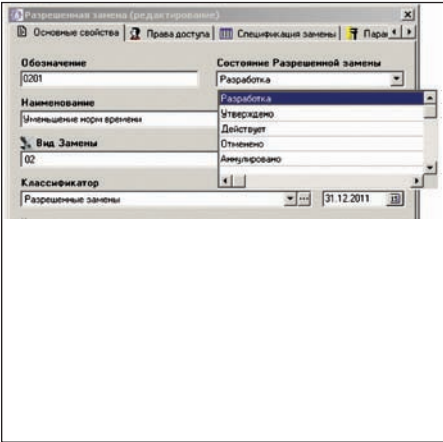 Разрешенная замена (редактирование)
Основные свойства Права доступа Спецификация замены
Обозначение Состояние Разрешенной замены
0201 Разработка
Наименование Разработка
Уменьшение норм времени Утверждено
Действует
Вид Замены Отменено
02 Аннулировано
Классификатор
Разрешенные замены 31.12.2011